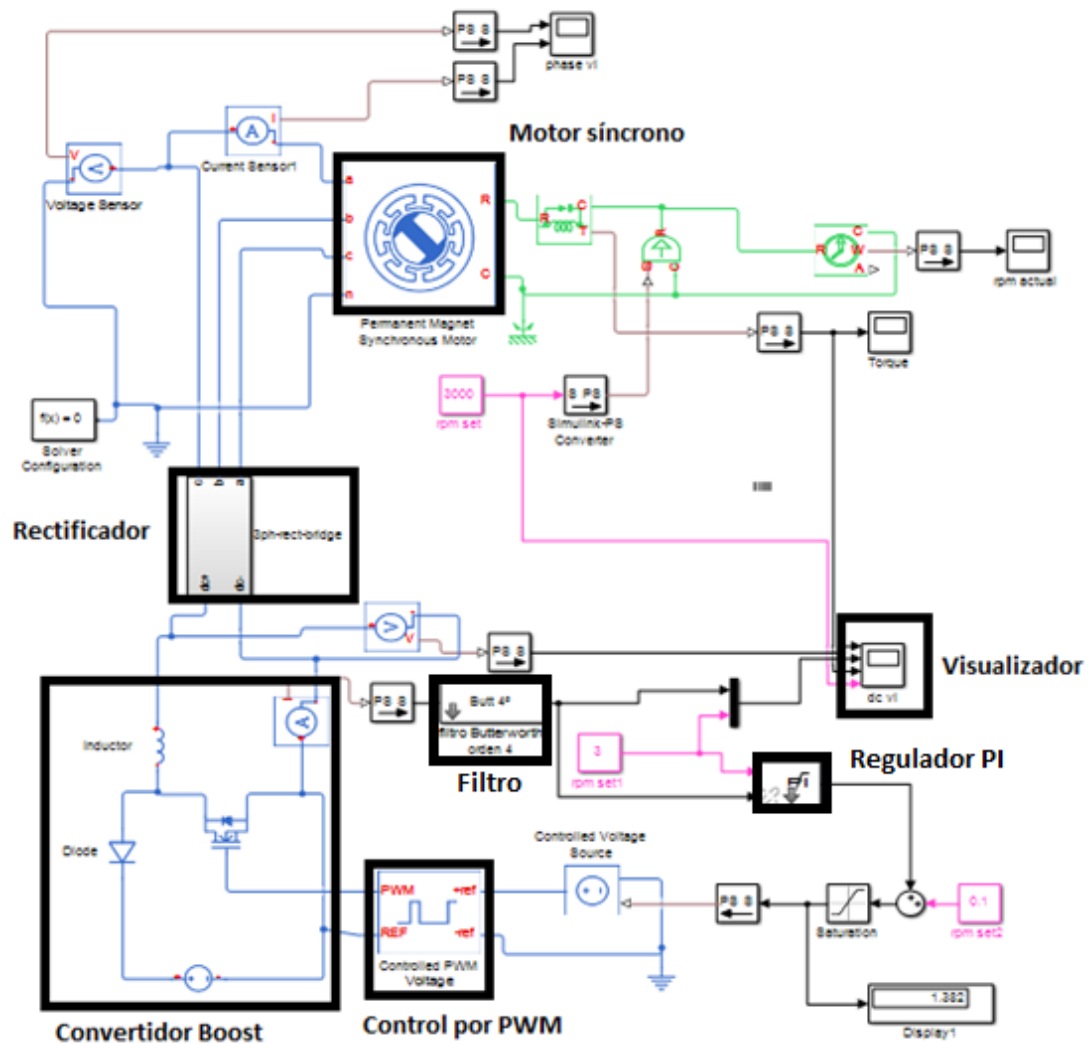 PS S
phase vI
PS S
I
A
Motor síncrono
V
V
Current Sensor1
Voltage Sensor
a
b
c
n
R
C
R
C
T
R
S
C
R
C
W
A
PS S
rpm actual
Permanent Magnet
Synchronous Motor
PS S
Torque
3000
rpm set
S PS
Simulink-PS
Converter
f(x) = 0
Solver
Configuration
c
b
a
Rectificador
3ph-rect-bridge
dc+
dc-
V
V
PS S
Visualizador
dc vI
I
A
PS S
Butt 4º
filtro Butterworth
orden 4
Filtro
3
rpm set1
Regulador PI
Inductor
Diode
Controlled Voltage
Source
PWM
+ref
REF
-ref
Controlled PWM
Voltage
PS S
Saturation
0.1
rpm set2
1.382
Display1
Convertidor Boost
Control por PWM